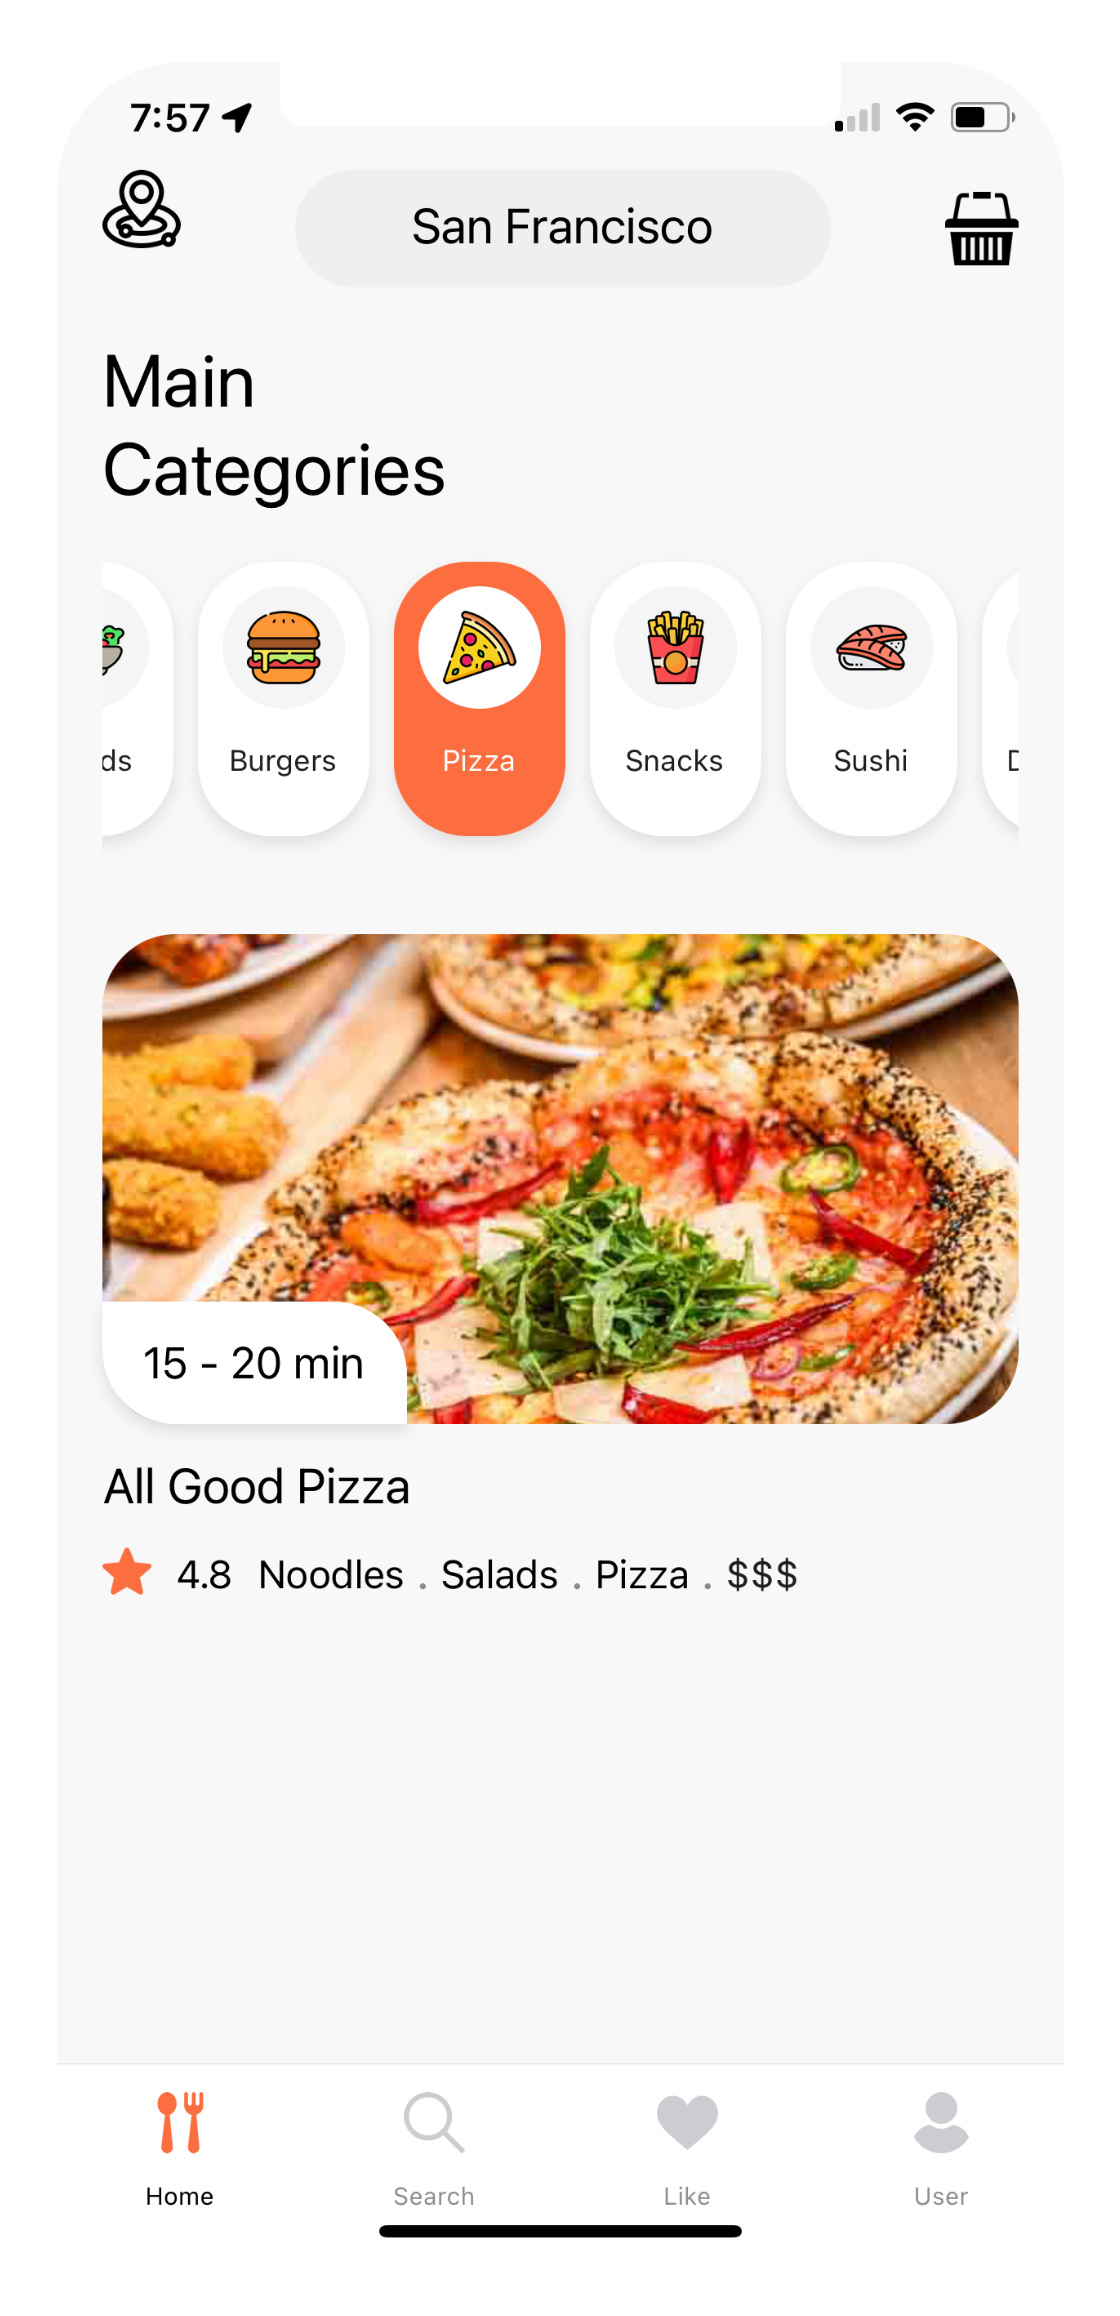 7:57
San Francisco
Main
Categories
ds
Burgers
Pizza
Snacks
Sushi
15 - 20 min
All Good Pizza
4.8 Noodles . Salads . Pizza . $$$
Home
Search
Like
User